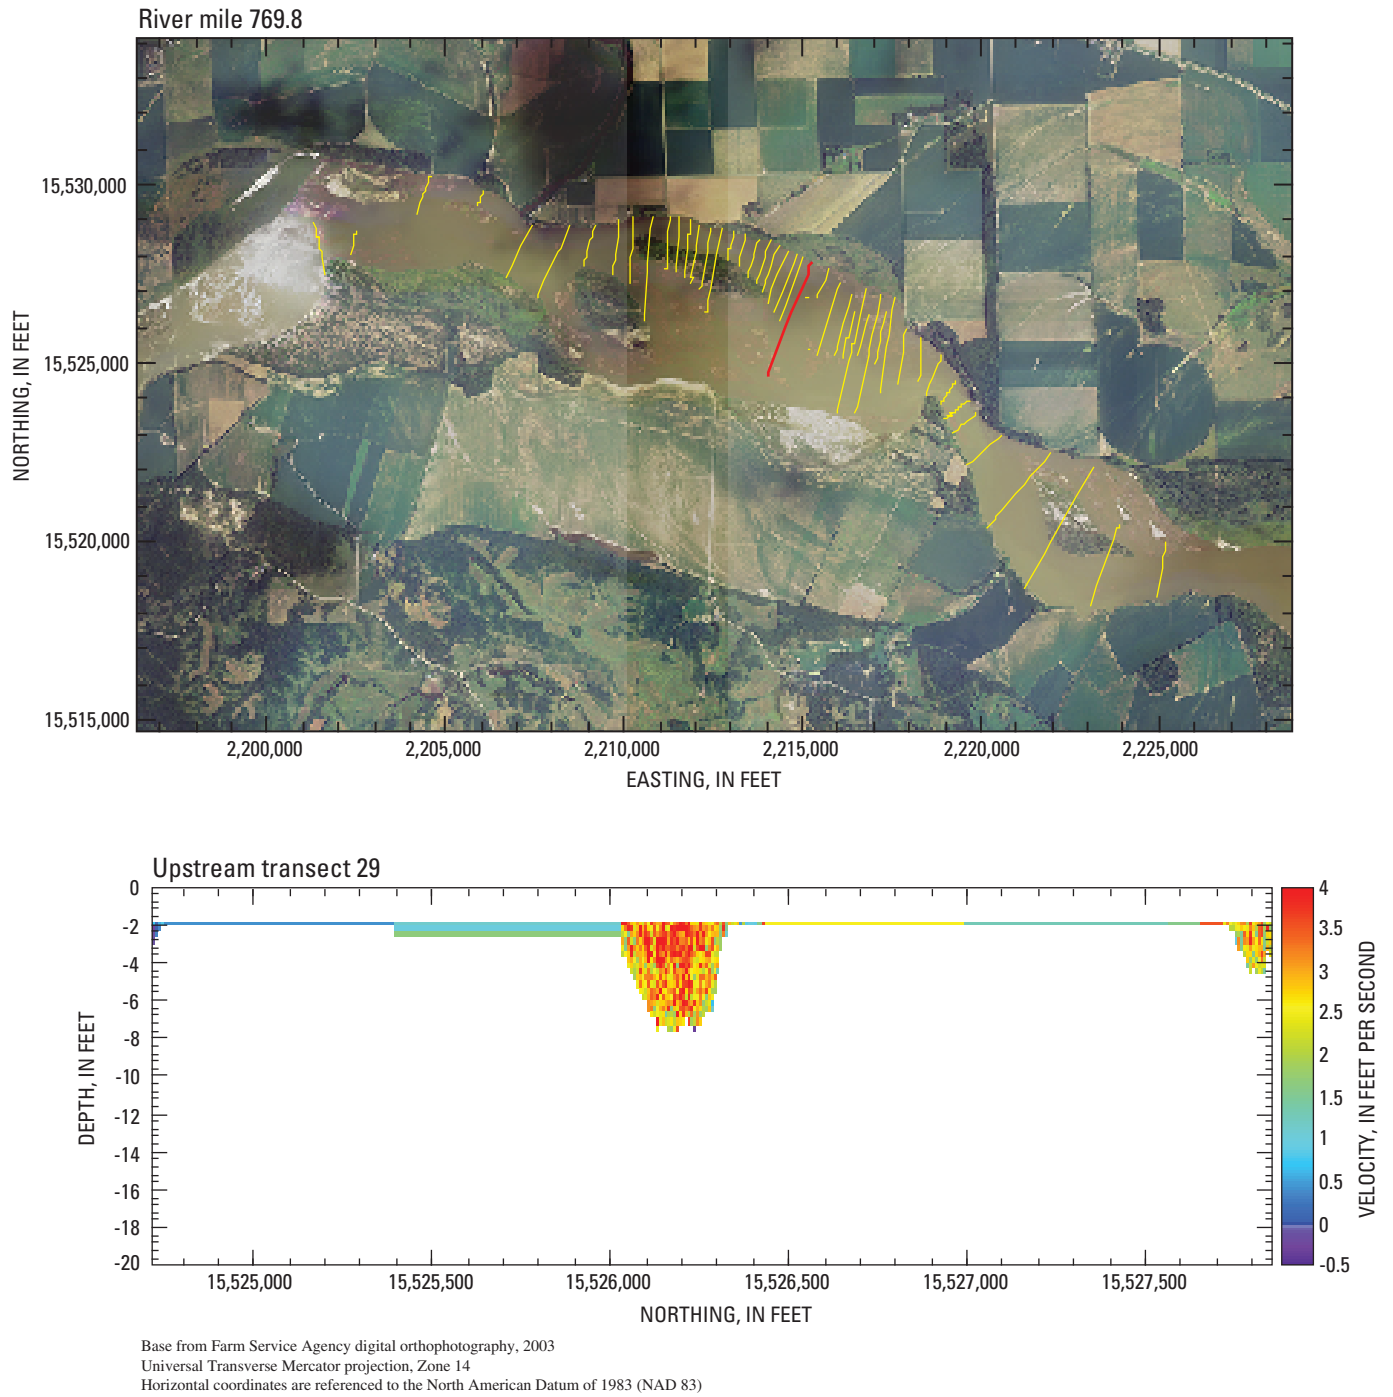 River mile 769.8
15,530,000
15,525,000
15,520,000
15,515,000
NORTHING, IN FEET
2,200,000 2,205,000 2,210,000 2,215,000 2,220,000 2,225,000
EASTING, IN FEET
Upstream transect 29
0
-2
-4
-6
-8
-10
-12
-14
-16
-18
-20
DEPTH, IN FEET
15,525,000 15,525,500 15,526,000 15,526,500 15,527,000 15,527,500
NORTHING, IN FEET
4
3.5
3
2.5
2
1.5
1
0.5
0
-0.5
VELOCITY, IN FEET PER SECOND
Base from Farm Service Agency digital orthophotography, 2003
Universal Transverse Mercator projection, Zone 14
Horizontal coordinates are referenced to the North American Datum of 1983 (NAD 83)